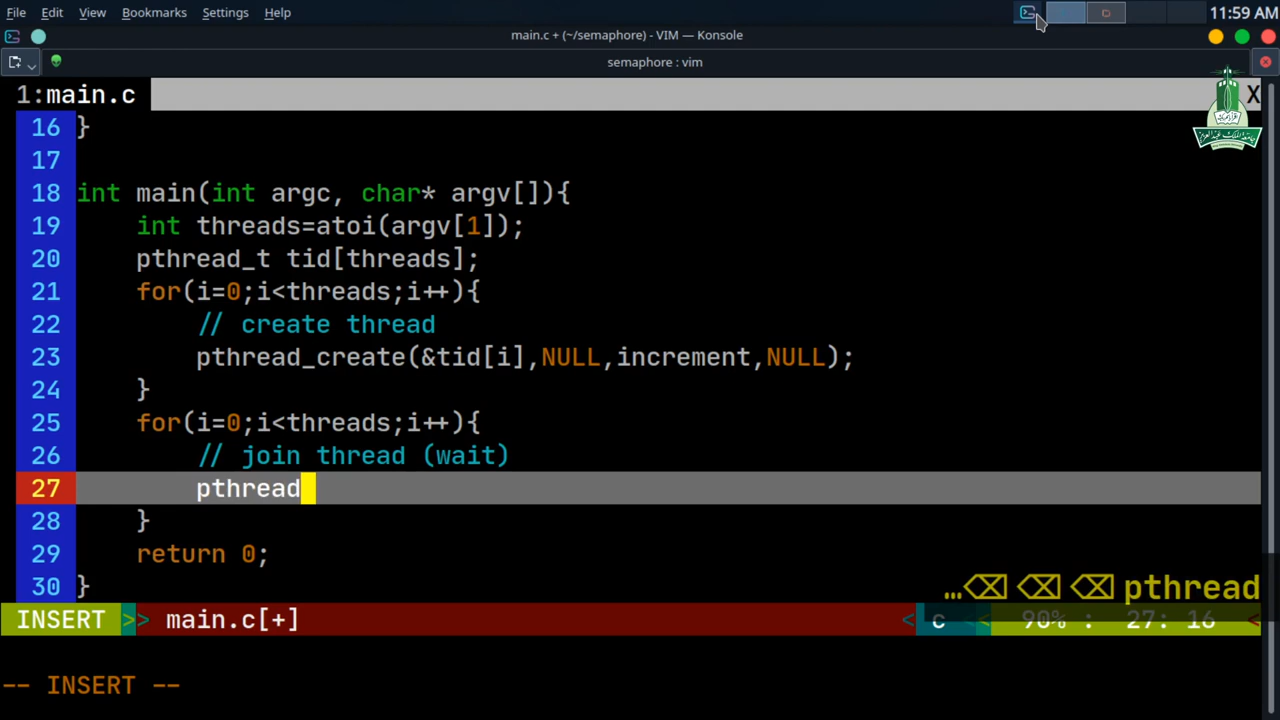 File Edit View Bookmarks Settings Help 11:59 AM
main.c + (~/semaphore) - VIM — Konsole
semaphore : vim
1:main.c X
16 }
17
18 int main(int argc, char* argv[]){
19 int threads=atoi(argv[1]);
20 pthread_t tid[threads];
21 for(i=0;i<threads;i++){
22 // create thread
23 pthread_create(&tid[i],NULL,increment,NULL);
24 }
25 for(i=0;i<threads;i++){
26 // join thread (wait)
27 pthread
28 }
29 return 0;
30 }
…⌫ ⌫ ⌫ pthread
INSERT >> main.c[+] < c < 90% : 27: 16 <
-- INSERT --
جامعة الملك عبدالعزيز